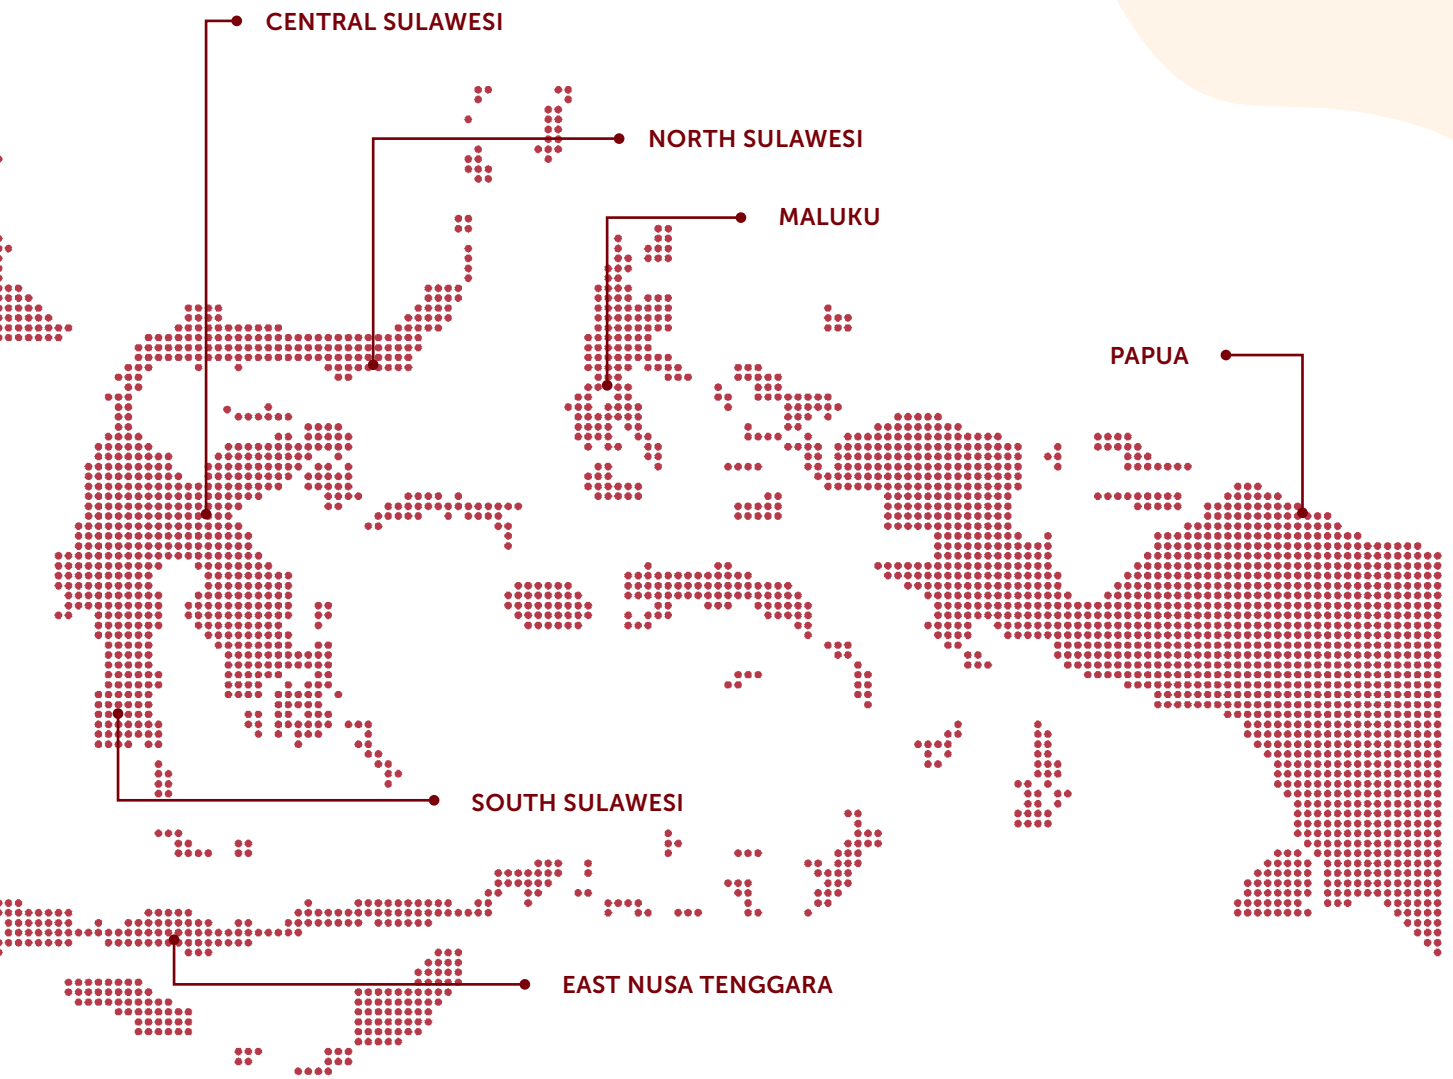 CENTRAL SULAWESI
NORTH SULAWESI
MALUKU
PAPUA
SOUTH SULAWESI
EAST NUSA TENGGARA